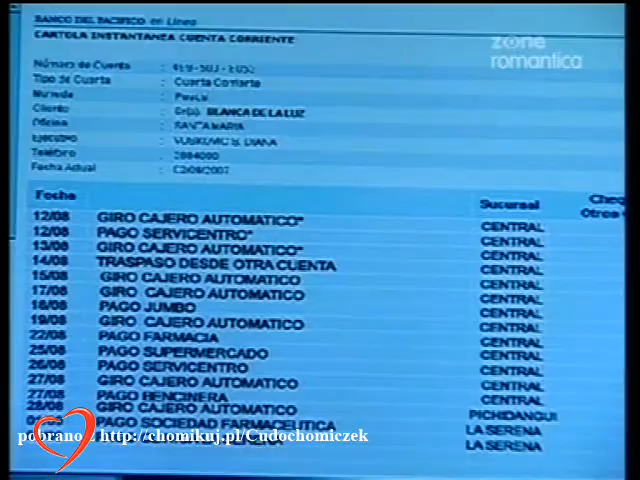 BANCO DEL PACIFICO en Linea
CARTOLA INSTANTANEA CUENTA CORRIENTE
zone romantica
Número de Cuenta :
Tipo de Cuenta : Cuenta Corriente
Moneda : Pesos
Cliente : BLANCA DE LA LUZ
Oficina : SANTA MARIA
Ejecutivo : DIANA
Teléfono :
Fecha Actual : 02/09/2007
Fecha Sucursal Cheq
Otros
12/08 GIRO CAJERO AUTOMATICO* CENTRAL
12/08 PAGO SERVICENTRO* CENTRAL
13/08 GIRO CAJERO AUTOMATICO* CENTRAL
14/08 TRASPASO DESDE OTRA CUENTA CENTRAL
15/08 GIRO CAJERO AUTOMATICO CENTRAL
17/08 GIRO CAJERO AUTOMATICO CENTRAL
18/08 PAGO JUMBO CENTRAL
19/08 GIRO CAJERO AUTOMATICO CENTRAL
22/08 PAGO FARMACIA CENTRAL
25/08 PAGO SUPERMERCADO CENTRAL
26/08 PAGO SERVICENTRO CENTRAL
27/08 GIRO CAJERO AUTOMATICO CENTRAL
27/08 PAGO BENCINERA CENTRAL
28/08 GIRO CAJERO AUTOMATICO PICHIDANGUI
PAGO SOCIEDAD FARMACEUTICA LA SERENA
LA SERENA
pobrano z http://chomikuj.pl/Cudochomiczek